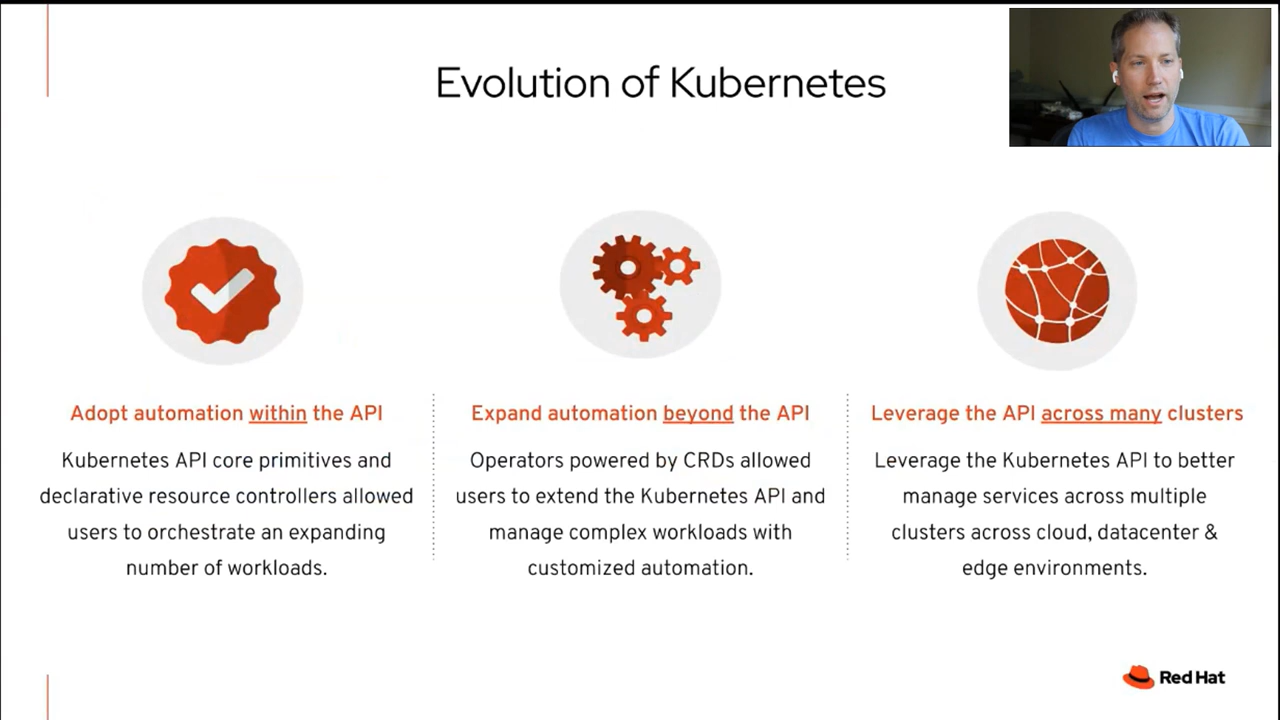 Evolution of Kubernetes
Adopt automation within the API
Kubernetes API core primitives and
declarative resource controllers allowed
users to orchestrate an expanding
number of workloads.
Expand automation beyond the API
Operators powered by CRDs allowed
users to extend the Kubernetes API and
manage complex workloads with
customized automation.
Leverage the API across many clusters
Leverage the Kubernetes API to better
manage services across multiple
clusters across cloud, datacenter &
edge environments.
Red Hat